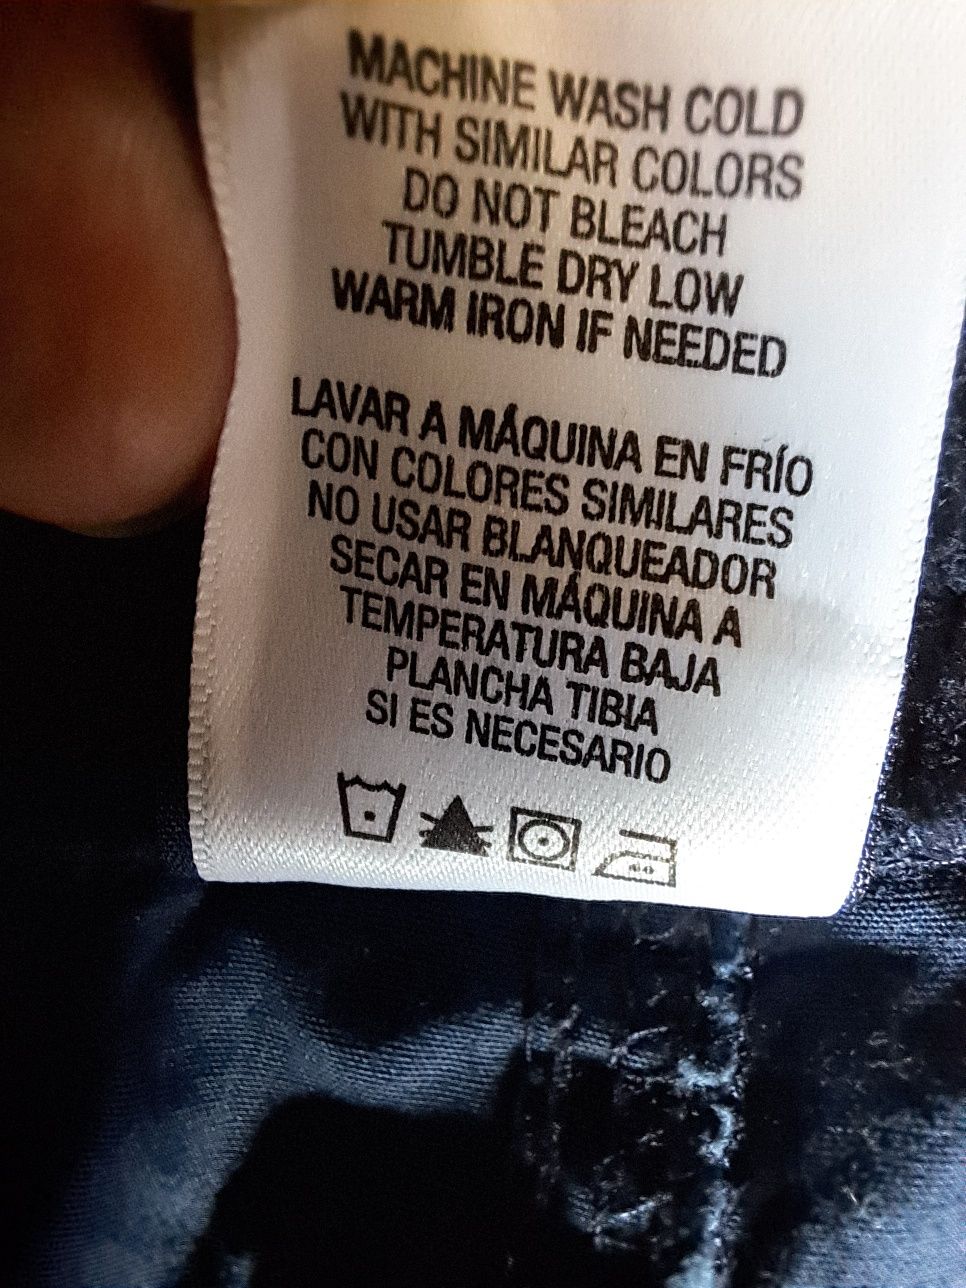 MACHINE WASH COLD
WITH SIMILAR COLORS
DO NOT BLEACH
TUMBLE DRY LOW
WARM IRON IF NEEDED
LAVAR A MÁQUINA EN FRÍO
CON COLORES SIMILARES
NO USAR BLANQUEADOR
SECAR EN MÁQUINA A
TEMPERATURA BAJA
PLANCHA TIBIA
SI ES NECESARIO